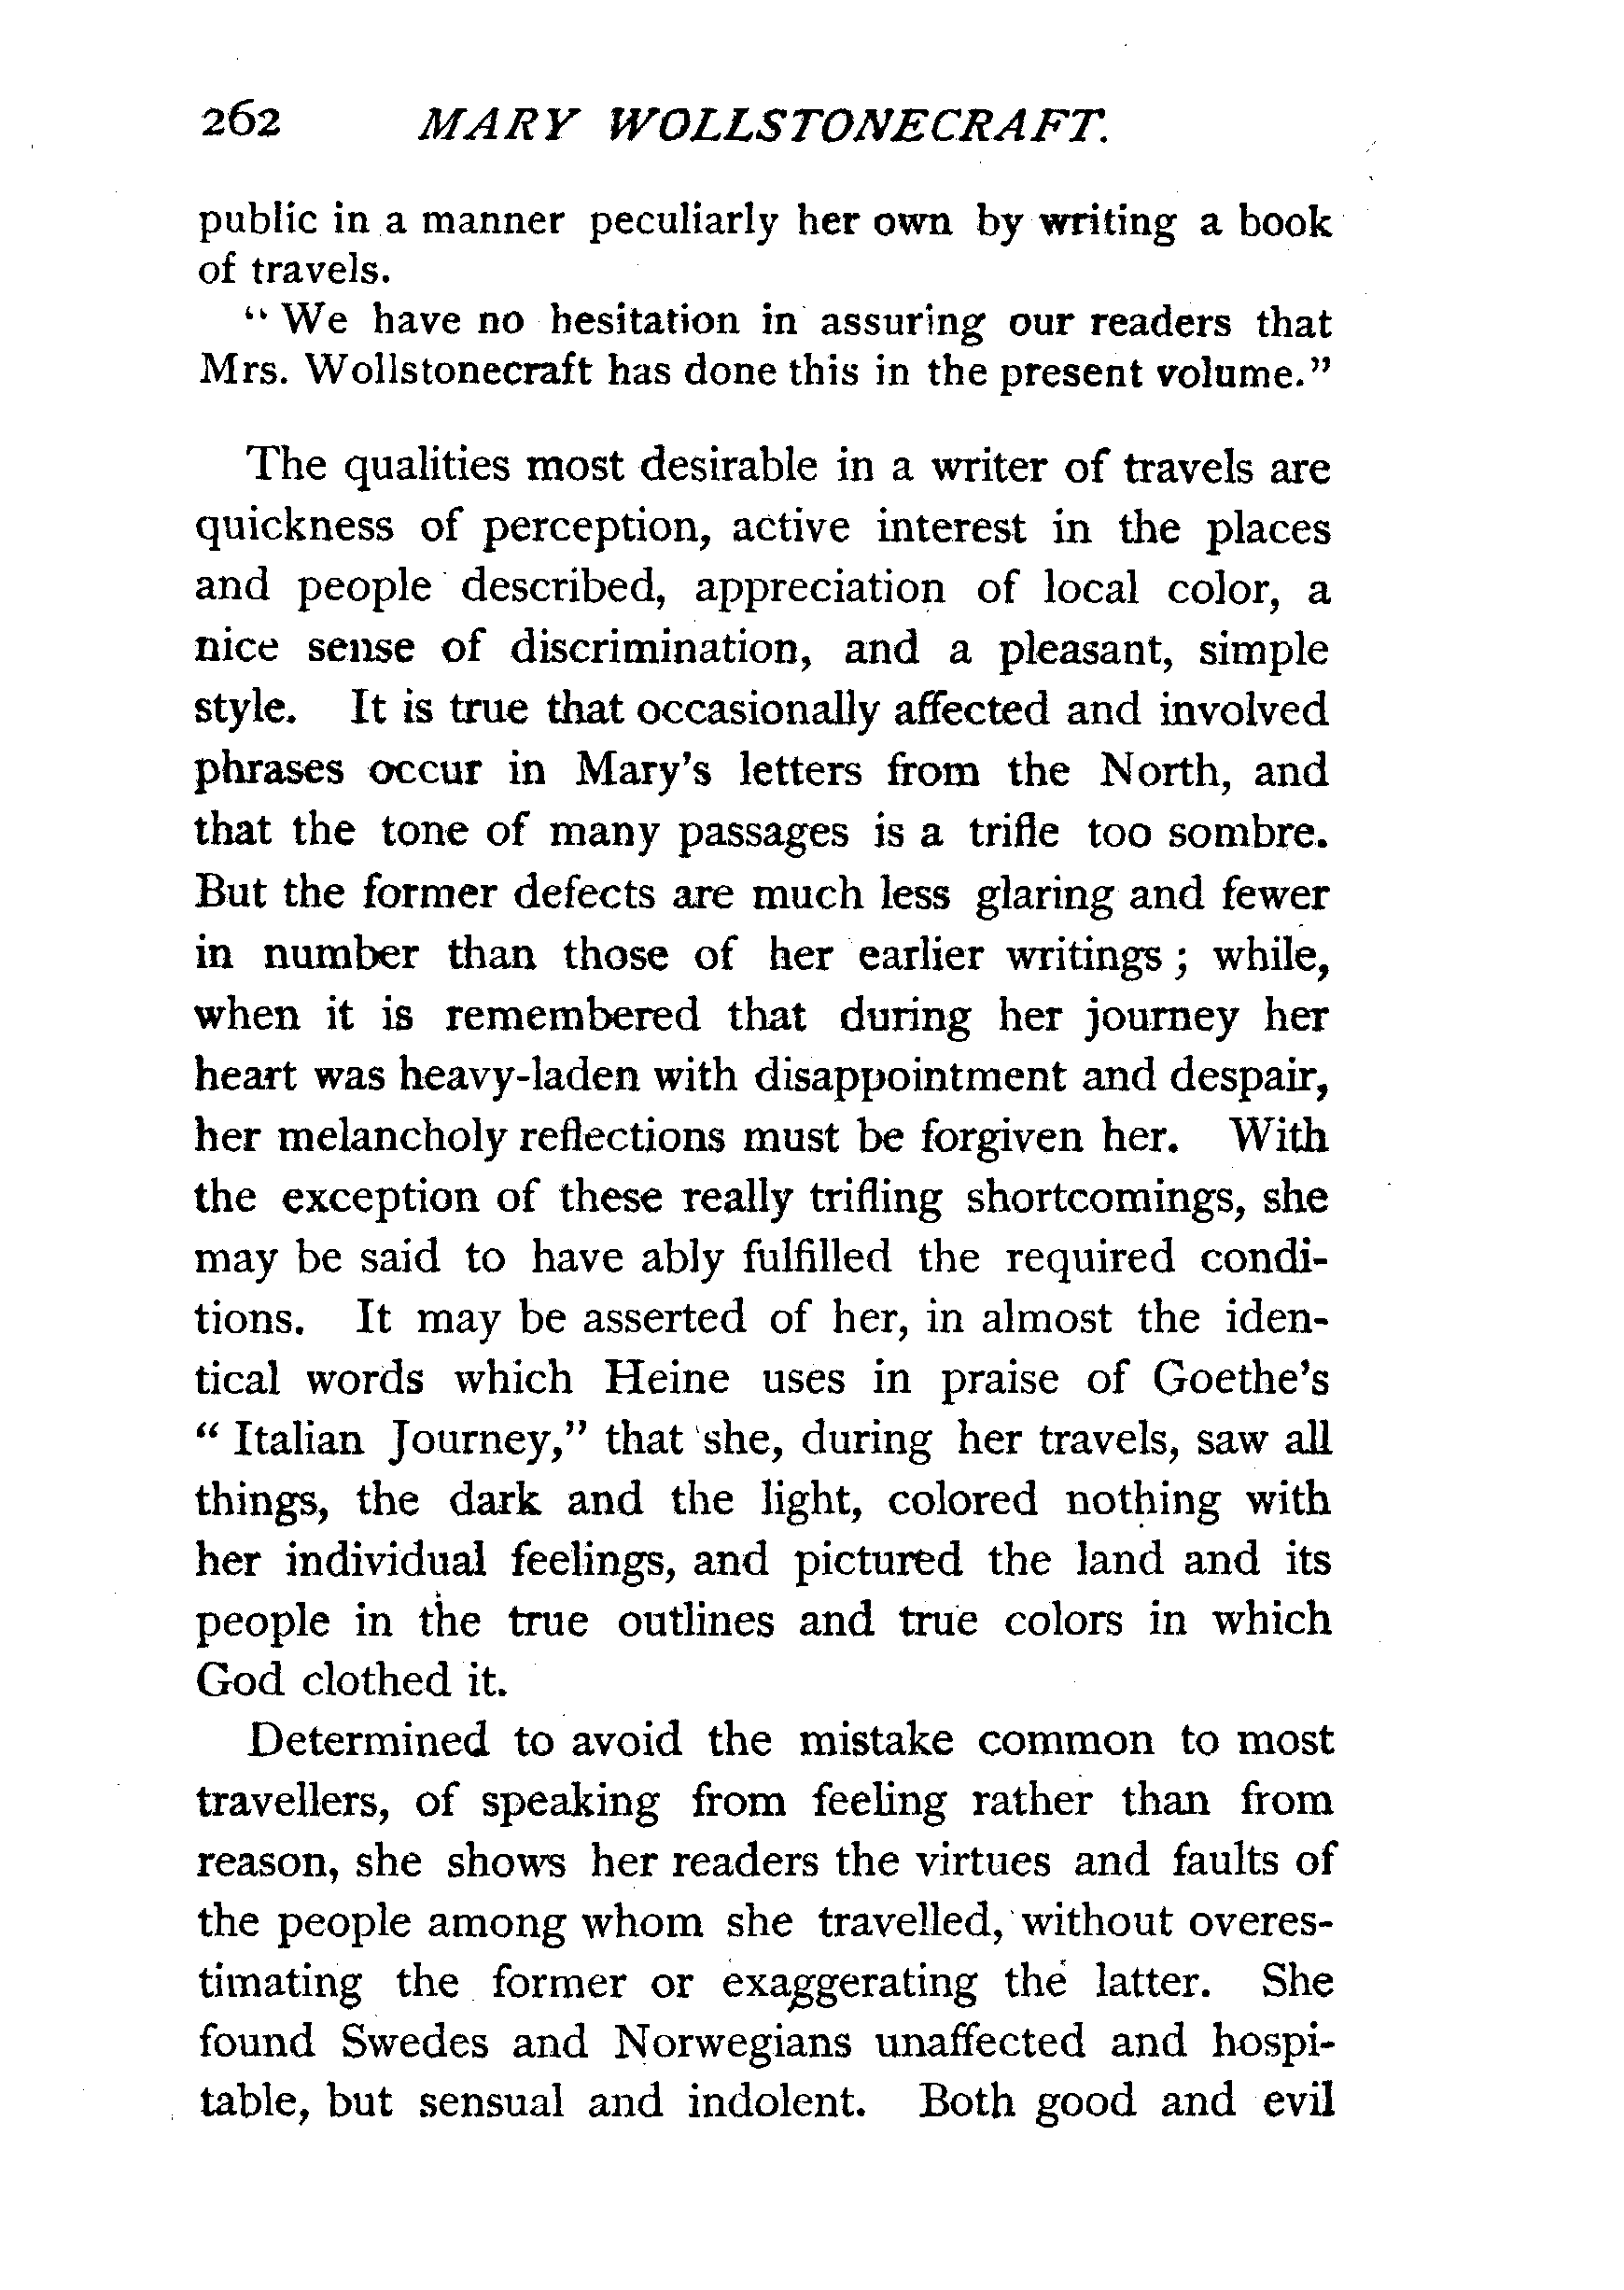 262 MARY WOLLSTONECRAFT.
public in a manner peculiarly her own by writing a book
of travels.
"We have no hesitation in assuring our readers that
Mrs. Wollstonecraft has done this in the present volume."
The qualities most desirable in a writer of travels are
quickness of perception, active interest in the places
and people described, appreciation of local color, a
nice sense of discrimination, and a pleasant, simple
style. It is true that occasionally affected and involved
phrases occur in Mary's letters from the North, and
that the tone of many passages is a trifle too sombre.
But the former defects are much less glaring and fewer
in number than those of her earlier writings; while,
when it is remembered that during her journey her
heart was heavy-laden with disappointment and despair,
her melancholy reflections must be forgiven her. With
the exception of these really trifling shortcomings, she
may be said to have ably fulfilled the required condi-
tions. It may be asserted of her, in almost the iden-
tical words which Heine uses in praise of Goethe's
"Italian Journey," that she, during her travels, saw all
things, the dark and the light, colored nothing with
her individual feelings, and pictured the land and its
people in the true outlines and true colors in which
God clothed it.
Determined to avoid the mistake common to most
travellers, of speaking from feeling rather than from
reason, she shows her readers the virtues and faults of
the people among whom she travelled, without overes-
timating the former or exaggerating the latter. She
found Swedes and Norwegians unaffected and hospi-
table, but sensual and indolent. Both good and evil